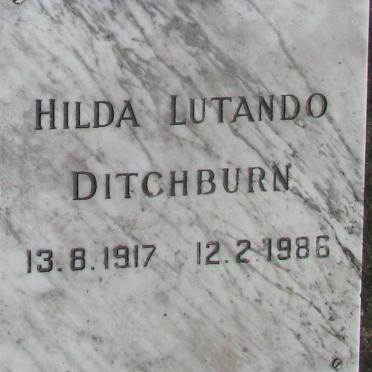 HILDA LUTANDO
DITCHBURN
13.8.1917 12.2.1986